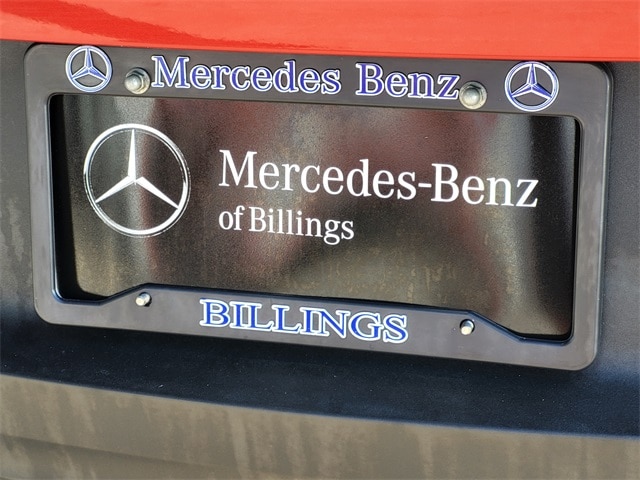 Mercedes Benz
Mercedes-Benz
of Billings
BILLINGS